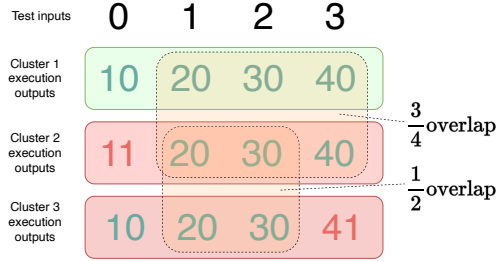 Test inputs 0 1 2 3
Cluster 1
execution
outputs
10 20 30 40
3/4 overlap
Cluster 2
execution
outputs
11 20 30 40
1/2 overlap
Cluster 3
execution
outputs
10 20 30 41